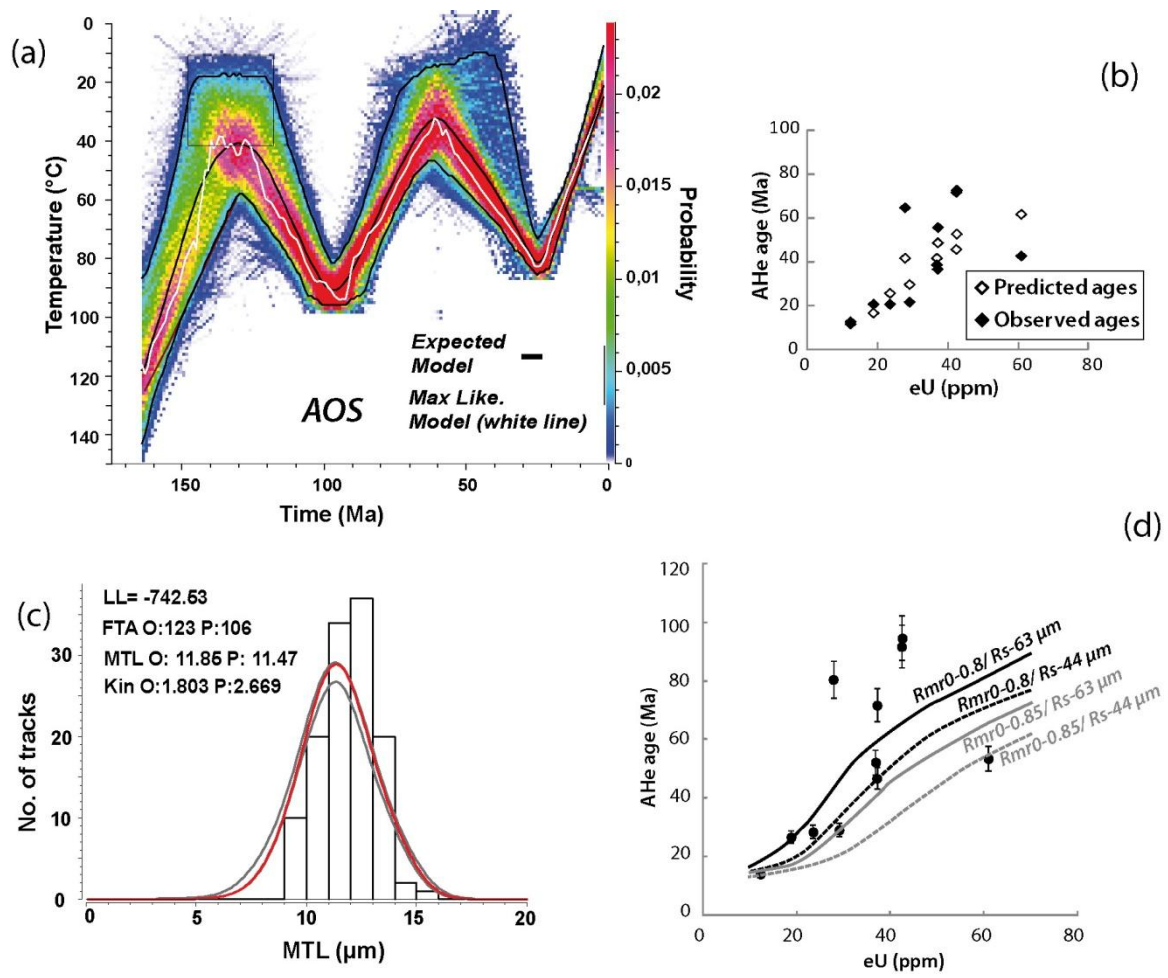 (a)
0
20
40
60
80
100
120
140
Temperature (°C)
150
100
50
0
Time (Ma)
Expected
Model
Max Like.
Model (white line)
AOS
0,02
0,015
0,010
0,005
0
Probability
(b)
100
80
60
40
20
0
AHe age (Ma)
0
20
40
60
80
eU (ppm)
Predicted ages
Observed ages
(c)
LL= -742.53
FTA O:123 P:106
MTL O: 11.85 P: 11.47
Kin O:1.803 P:2.669
30
20
10
0
No. of tracks
0
5
10
15
20
MTL (µm)
(d)
120
100
80
60
40
20
0
AHe age (Ma)
0
20
40
60
80
eU (ppm)
Rmr0-0.8/ Rs-63 µm
Rmr0-0.8/ Rs-44 µm
Rmr0-0.85/ Rs-63 µm
Rmr0-0.85/ Rs-44 µm